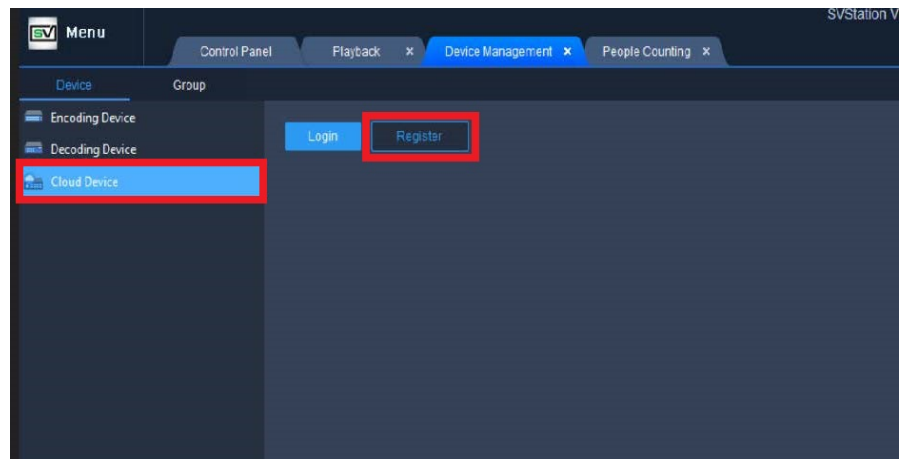 SVStation V
SV Menu
Control Panel Playback × Device Management × People Counting ×
Device Group
Encoding Device
Login Register
Decoding Device
Cloud Device